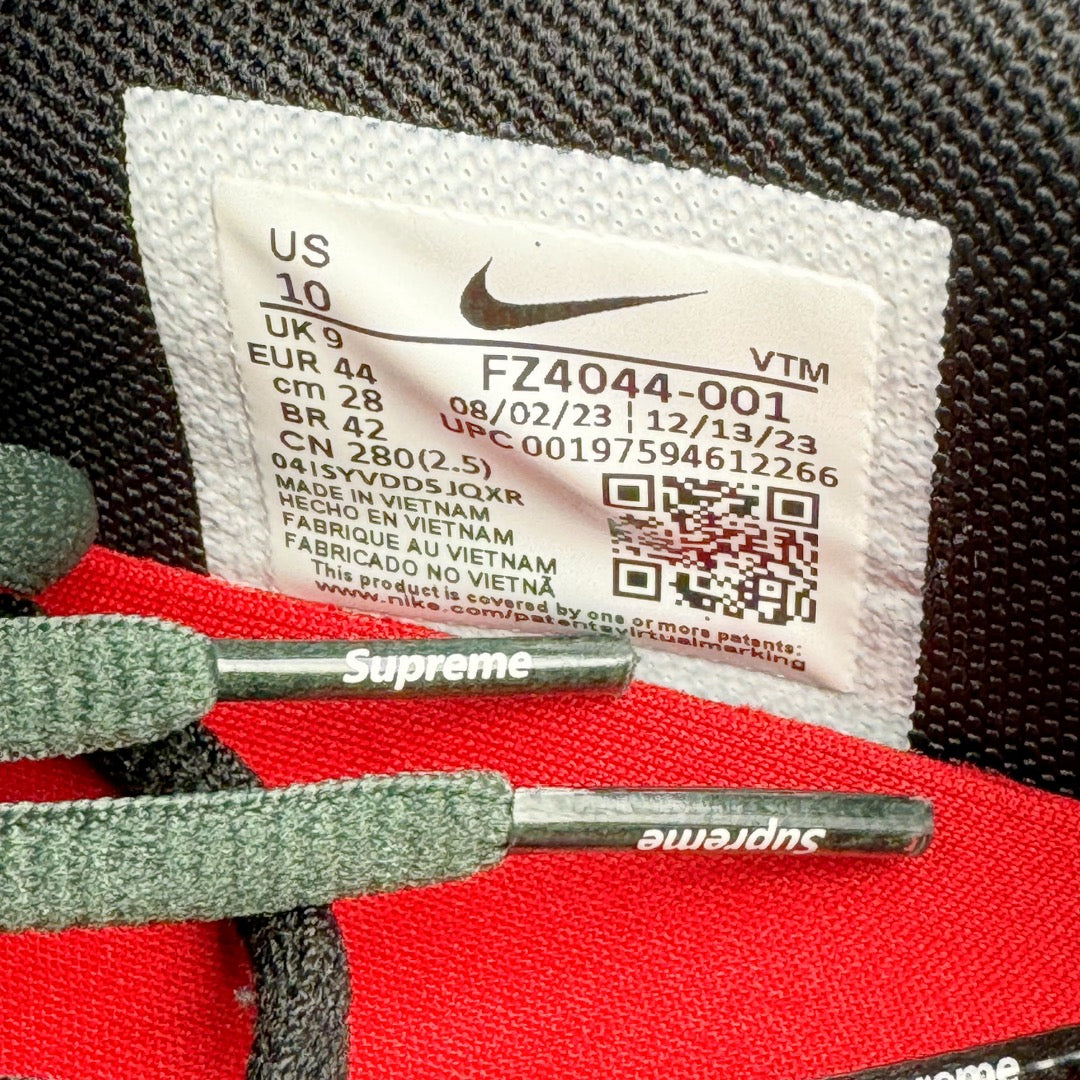 US
10
UK 9
EUR 44
cm 28
BR 42
CN 280(2.5)
VTM
FZ4044-001
08/02/23 | 12/13/23
UPC 00197594612266
04ISYVDD5JQXR
MADE IN VIETNAM
HECHO EN VIETNAM
FABRIQUE AU VIETNAM
FABRICADO NO VIETNÃ
This product is covered by one or more patents:
www.nike.com/patentsvirtualmarking
Supreme
Supreme